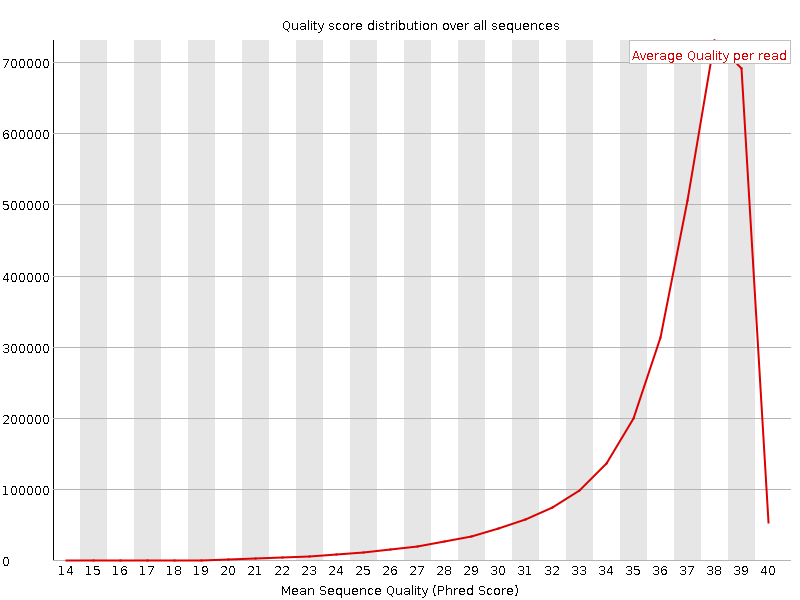 Quality score distribution over all sequences
Average Quality per read
700000
600000
500000
400000
300000
200000
100000
0
14 15 16 17 18 19 20 21 22 23 24 25 26 27 28 29 30 31 32 33 34 35 36 37 38 39 40
Mean Sequence Quality (Phred Score)